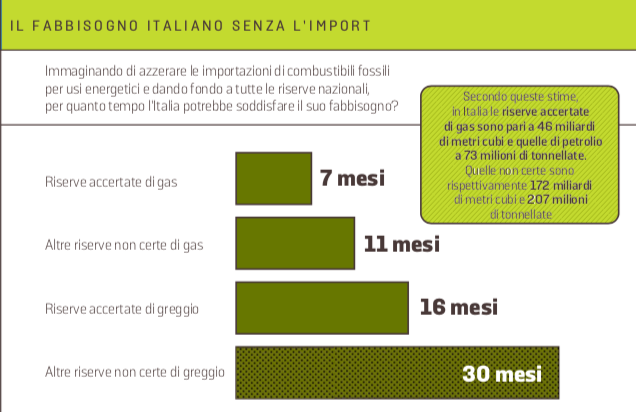 IL FABBISOGNO ITALIANO SENZA L'IMPORT
Immaginando di azzerare le importazioni di combustibili fossili
per usi energetici e dando fondo a tutte le riserve nazionali,
per quanto tempo l'Italia potrebbe soddisfare il suo fabbisogno?
Secondo queste stime,
in Italia le riserve accertate
di gas sono pari a 46 miliardi
di metri cubi e quelle di petrolio
a 73 milioni di tonnellate.
Quelle non certe sono
rispettivamente 172 miliardi
di metri cubi e 207 milioni
di tonnellate
Riserve accertate di gas
7 mesi
Altre riserve non certe di gas
11 mesi
Riserve accertate di greggio
16 mesi
Altre riserve non certe di greggio
30 mesi